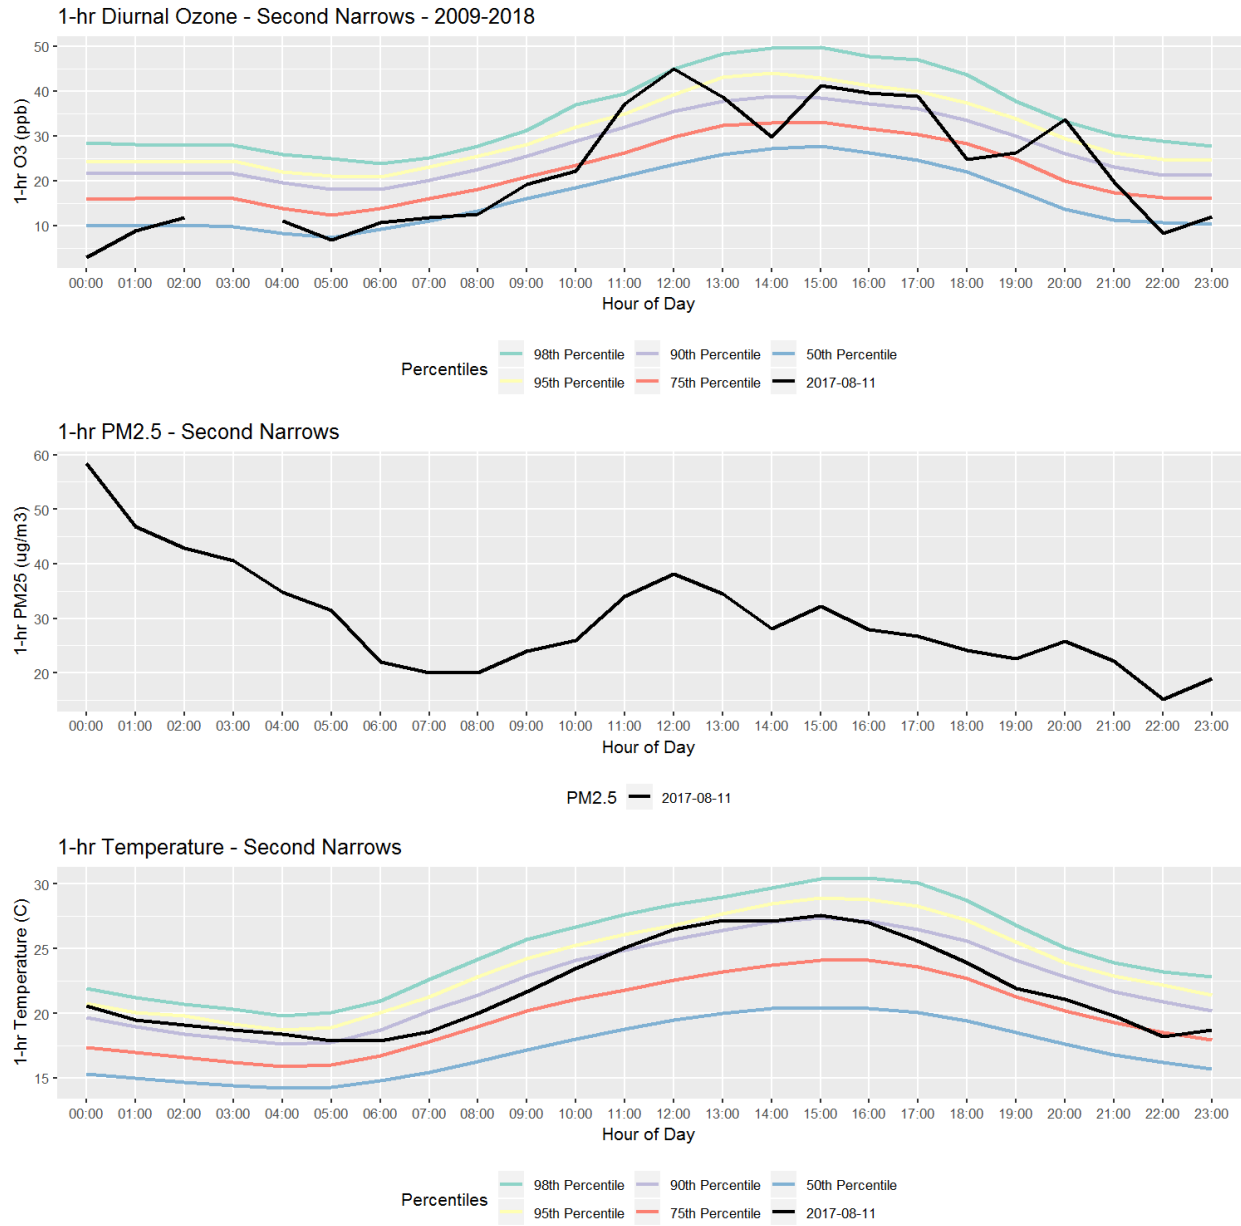 1-hr Diurnal Ozone - Second Narrows - 2009-2018
1-hr O3 (ppb)
50
40
30
20
10
00:00 01:00 02:00 03:00 04:00 05:00 06:00 07:00 08:00 09:00 10:00 11:00 12:00 13:00 14:00 15:00 16:00 17:00 18:00 19:00 20:00 21:00 22:00 23:00
Hour of Day
Percentiles
98th Percentile 90th Percentile 50th Percentile
95th Percentile 75th Percentile 2017-08-11
1-hr PM2.5 - Second Narrows
1-hr PM25 (ug/m3)
60
50
40
30
20
00:00 01:00 02:00 03:00 04:00 05:00 06:00 07:00 08:00 09:00 10:00 11:00 12:00 13:00 14:00 15:00 16:00 17:00 18:00 19:00 20:00 21:00 22:00 23:00
Hour of Day
PM2.5 2017-08-11
1-hr Temperature - Second Narrows
1-hr Temperature (C)
30
25
20
15
00:00 01:00 02:00 03:00 04:00 05:00 06:00 07:00 08:00 09:00 10:00 11:00 12:00 13:00 14:00 15:00 16:00 17:00 18:00 19:00 20:00 21:00 22:00 23:00
Hour of Day
Percentiles
98th Percentile 90th Percentile 50th Percentile
95th Percentile 75th Percentile 2017-08-11